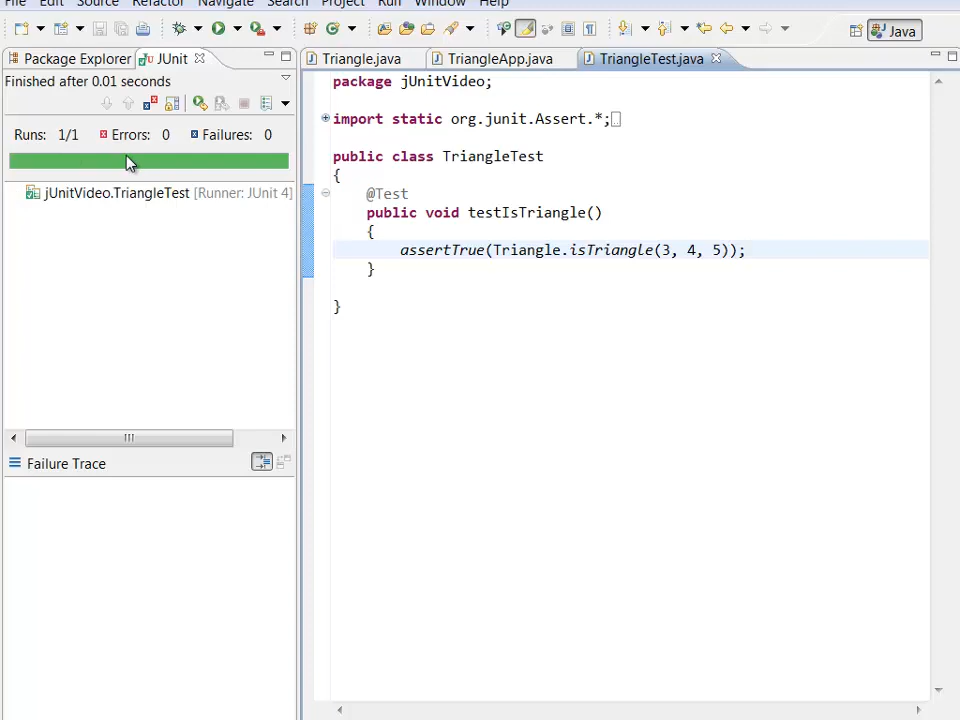 File Edit Source Refactor Navigate Search Project Run Window Help
Java
Package Explorer JUnit
Triangle.java TriangleApp.java TriangleTest.java
Finished after 0.01 seconds
Runs: 1/1 Errors: 0 Failures: 0
jUnitVideo.TriangleTest [Runner: JUnit 4]
Failure Trace
package jUnitVideo;
import static org.junit.Assert.*;
public class TriangleTest
{
@Test
public void testIsTriangle()
{
assertTrue(Triangle.isTriangle(3, 4, 5));
}
}